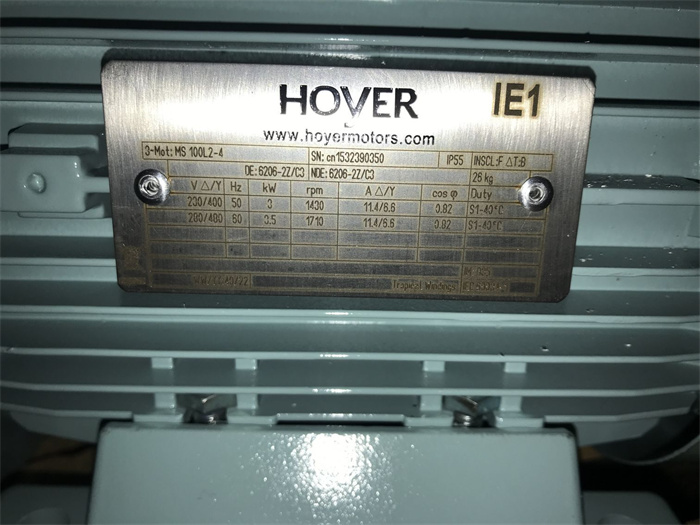 HOYER
IE1
www.hoyermotors.com
3-Mot: MS 100L2-4 SN: cn1532390350 IP55 INSCL:F ΔT:B
DE: 6206-2Z/C3 NDE: 6206-2Z/C3 26 kg
V △/Y Hz kW rpm A △/Y cos φ Duty
230/400 50 3 1430 11.4/6.6 0.82 S1-40°C
280/480 60 3.5 1710 11.4/6.6 0.82 S1-40°C
Tropical Windings